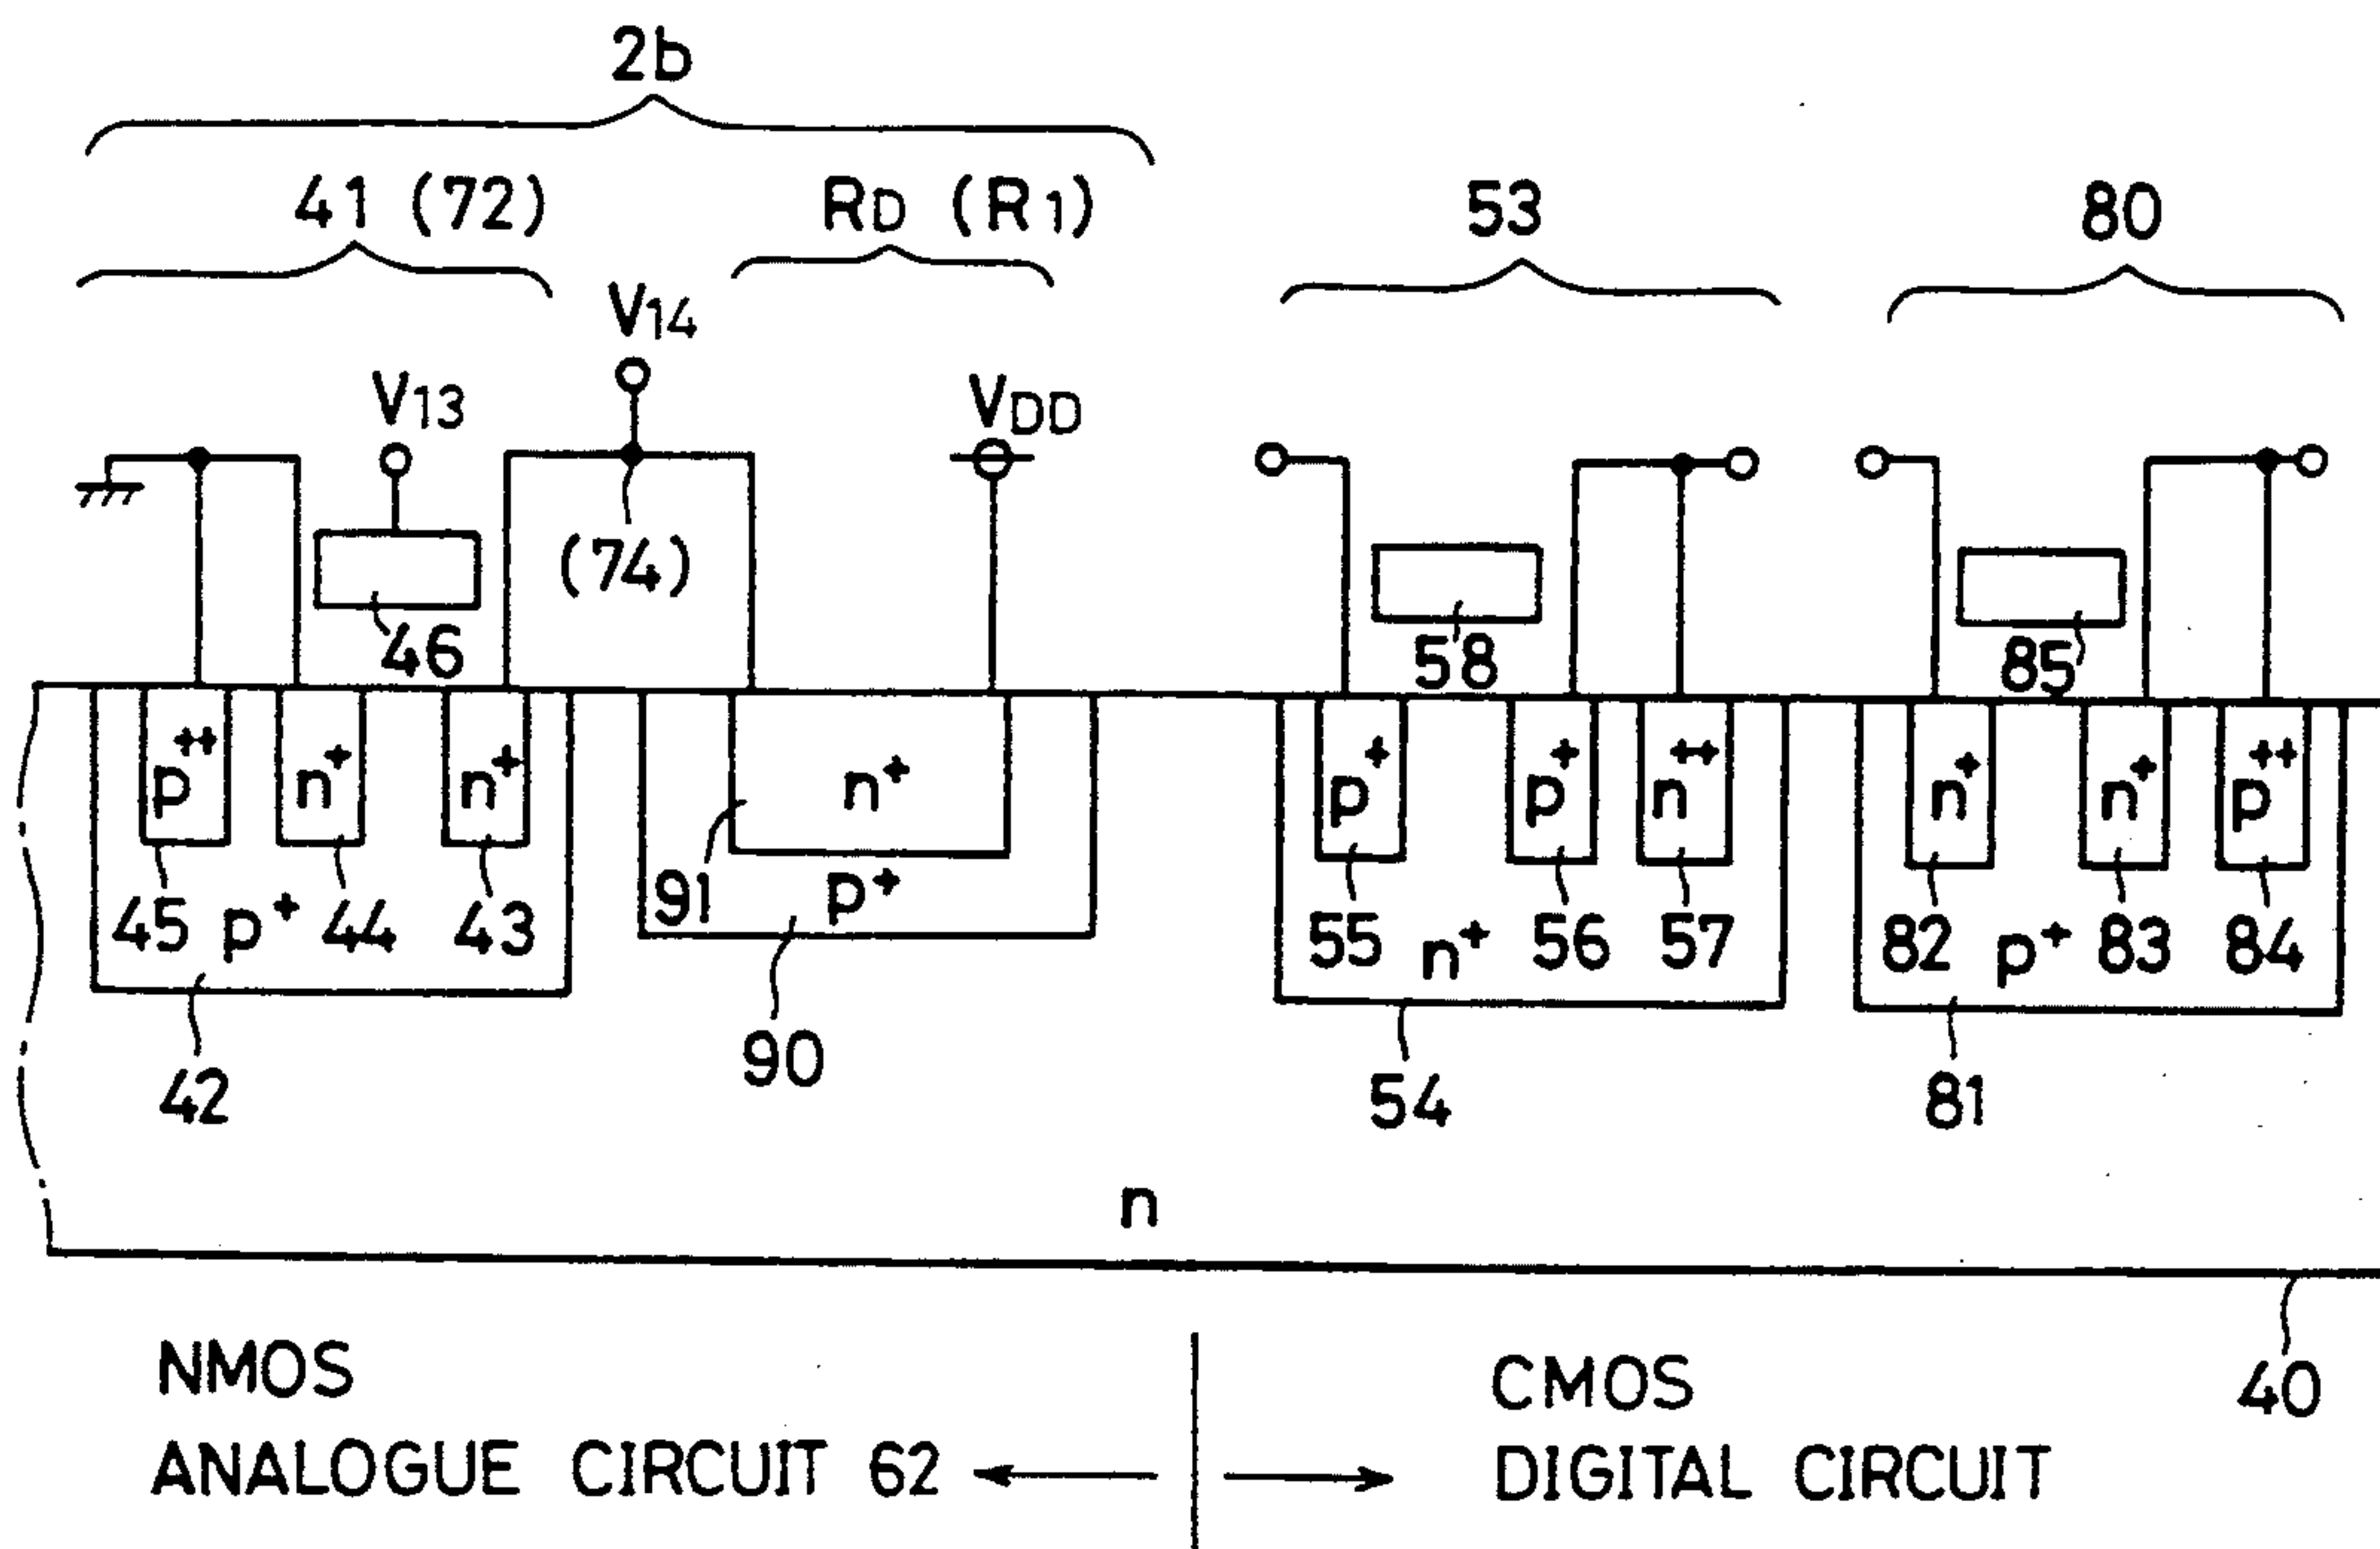 2b
41 (72) RD (R1) 53 80
V14
V13 VDD
(74)
46 58 85
p++ n+ n+ n+ p+ p+ n++ n+ n+ p++
91 p+
45 p+ 44 43 55 n+ 56 57 82 p+ 83 84
42 90 54 81
n
40
NMOS CMOS
ANALOGUE CIRCUIT 62 DIGITAL CIRCUIT